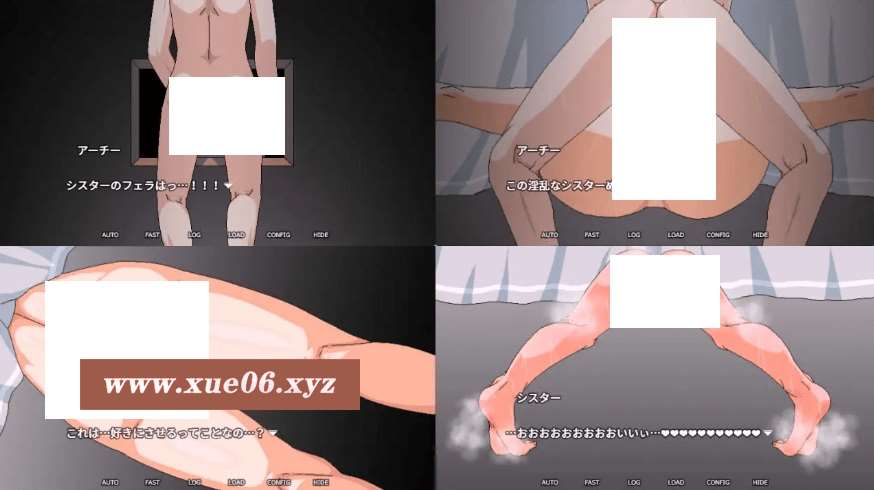 アーチー
シスターのフェラはっ…！！！
AUTO FAST LOG LOAD CONFIG HIDE
アーチー
この淫乱なシスターめ
AUTO FAST LOG LOAD CONFIG HIDE
www.xue06.xyz
これは…好きにさせるってことなの…？
AUTO FAST LOG LOAD CONFIG HIDE
シスター
…おおおおおおおおおいいぃ…♥♥♥♥♥♥♥♥♥♥♥
AUTO FAST LOG LOAD CONFIG HIDE